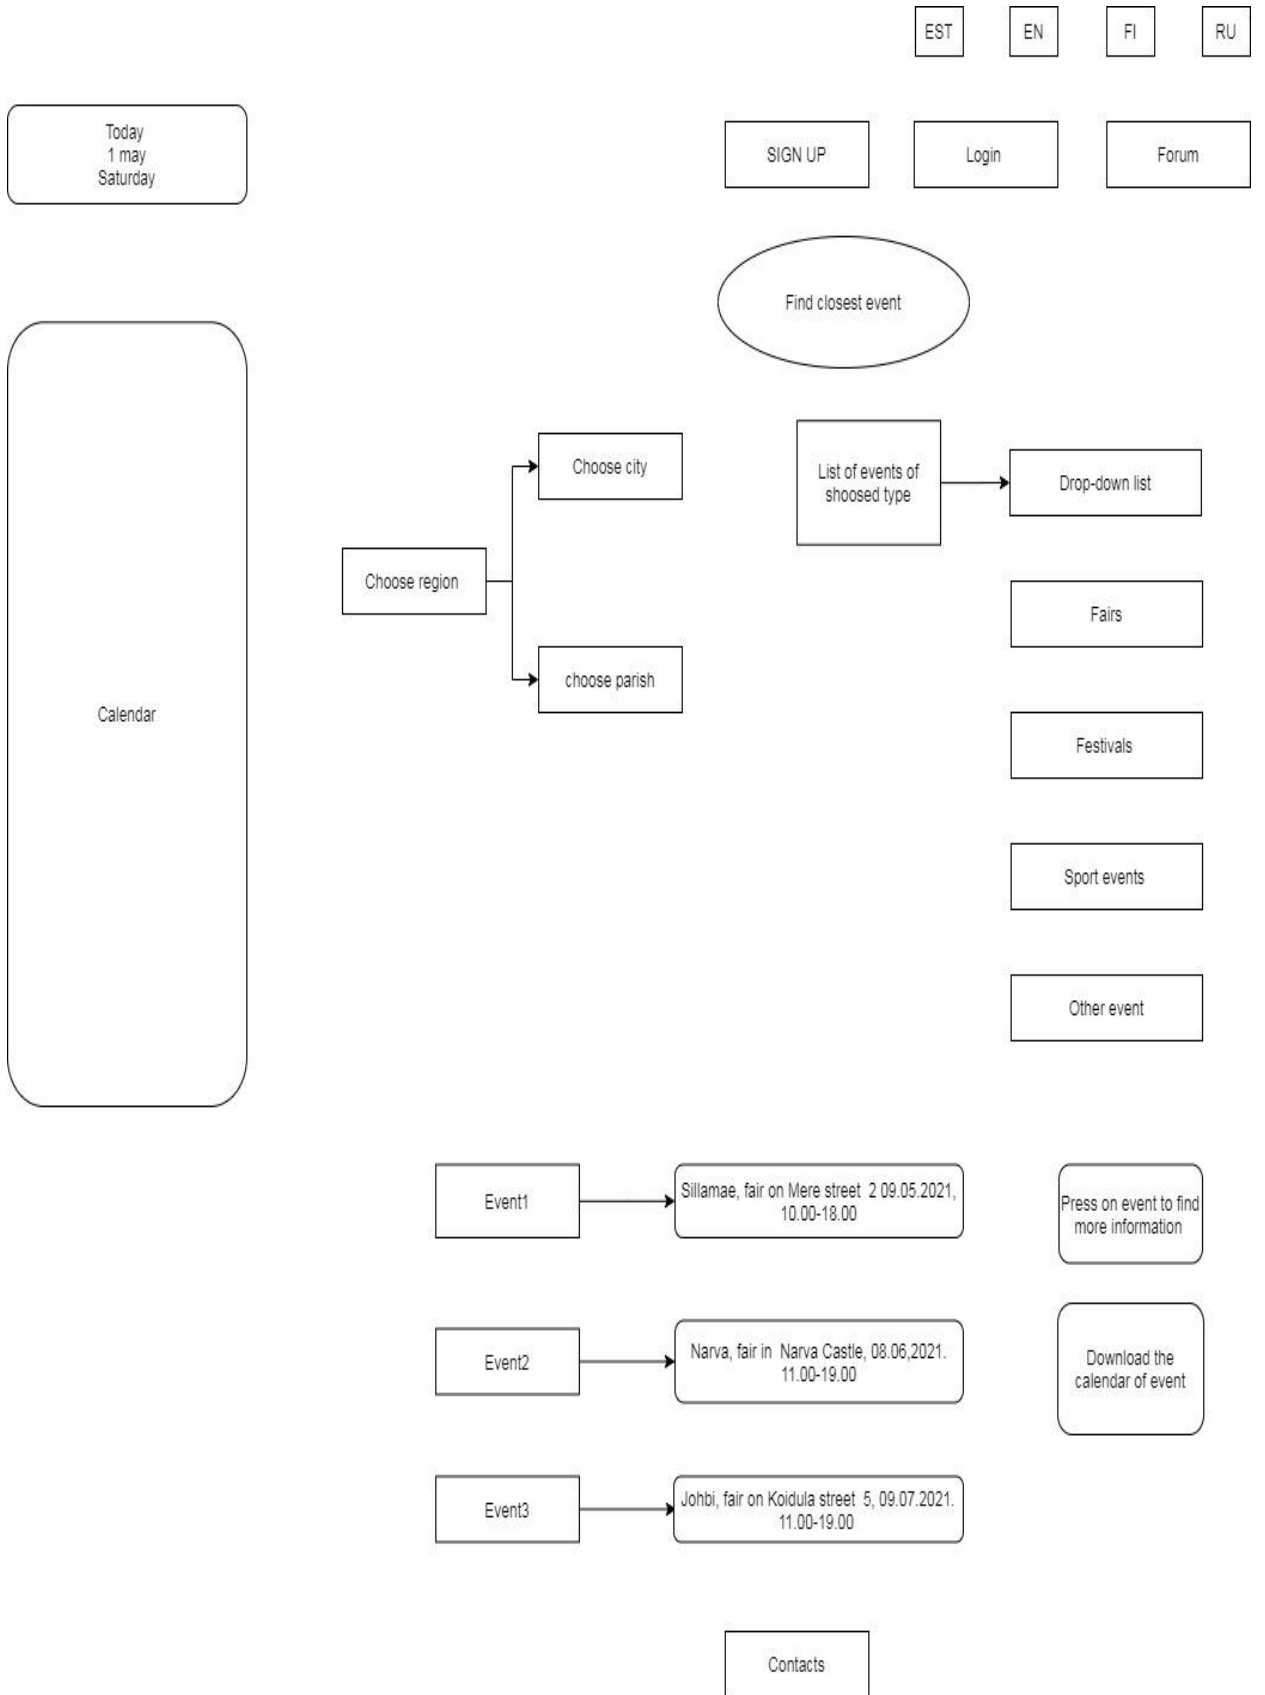 EST
EN
FI
RU
Today
1 may
Saturday
SIGN UP
Login
Forum
Find closest event
Choose city
List of events of
shoosed type
Drop-down list
Choose region
Fairs
choose parish
Calendar
Festivals
Sport events
Other event
Event1
Sillamae, fair on Mere street 2 09.05.2021,
10.00-18.00
Press on event to find
more information
Event2
Narva, fair in Narva Castle, 08.06,2021.
11.00-19.00
Download the
calendar of event
Event3
Johbi, fair on Koidula street 5, 09.07.2021.
11.00-19.00
Contacts